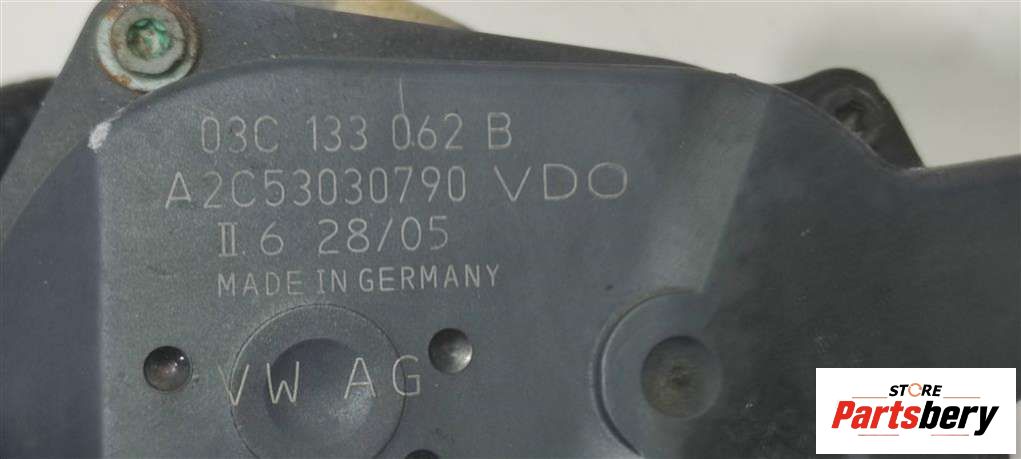 03C 133 062 B
A2C53030790 VDO
II.6 28/05
MADE IN GERMANY
VW AG
STORE
Partsbery